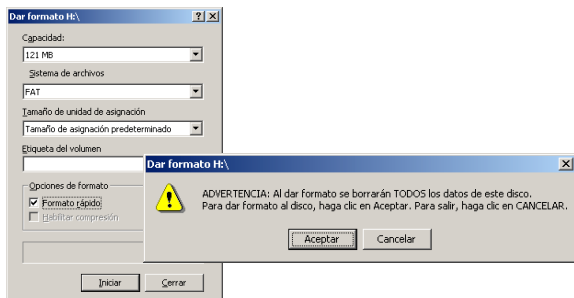 Dar formato H:\
Capacidad:
121 MB
Sistema de archivos
FAT
Tamaño de unidad de asignación
Tamaño de asignación predeterminado
Etiqueta del volumen
Opciones de formato
Formato rápido
Habilitar compresión
Iniciar Cerrar
Dar formato H:\
ADVERTENCIA: Al dar formato se borrarán TODOS los datos de este disco.
Para dar formato al disco, haga clic en Aceptar. Para salir, haga clic en CANCELAR.
Aceptar Cancelar